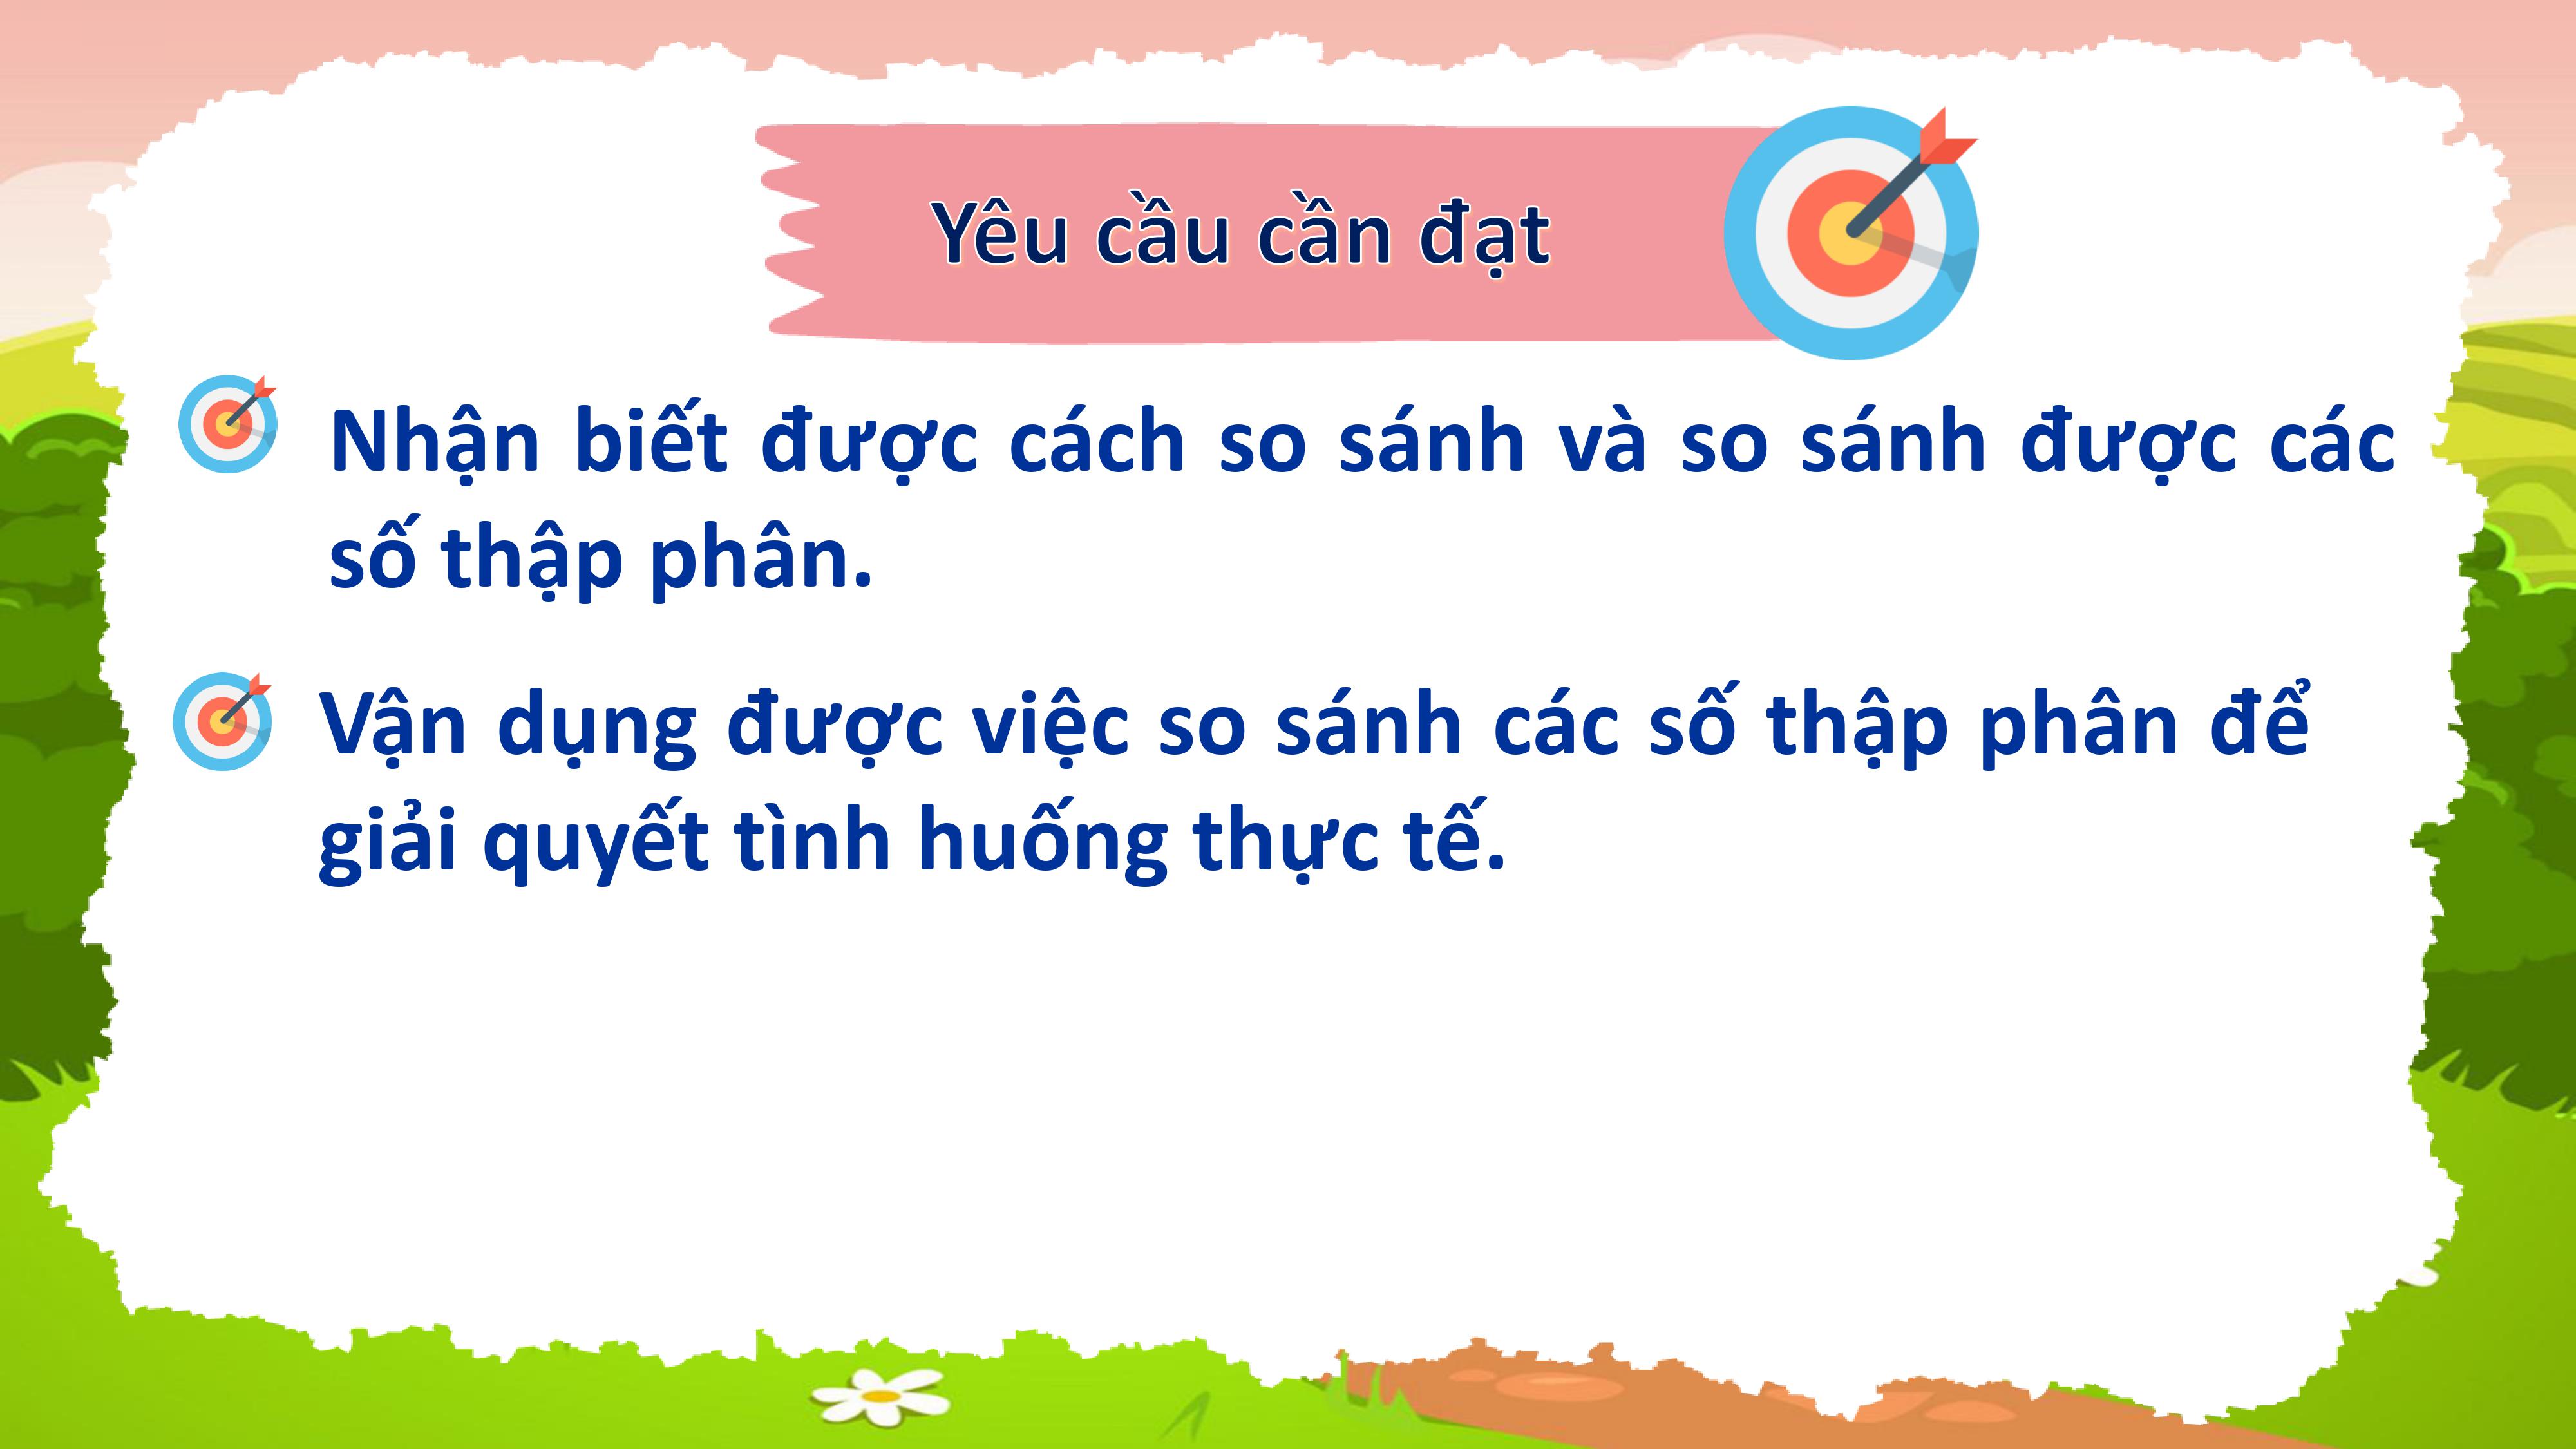 Yêu cầu cần đạt
Nhận biết được cách so sánh và so sánh được các
số thập phân.
Vận dụng được việc so sánh các số thập phân để
giải quyết tình huống thực tế.